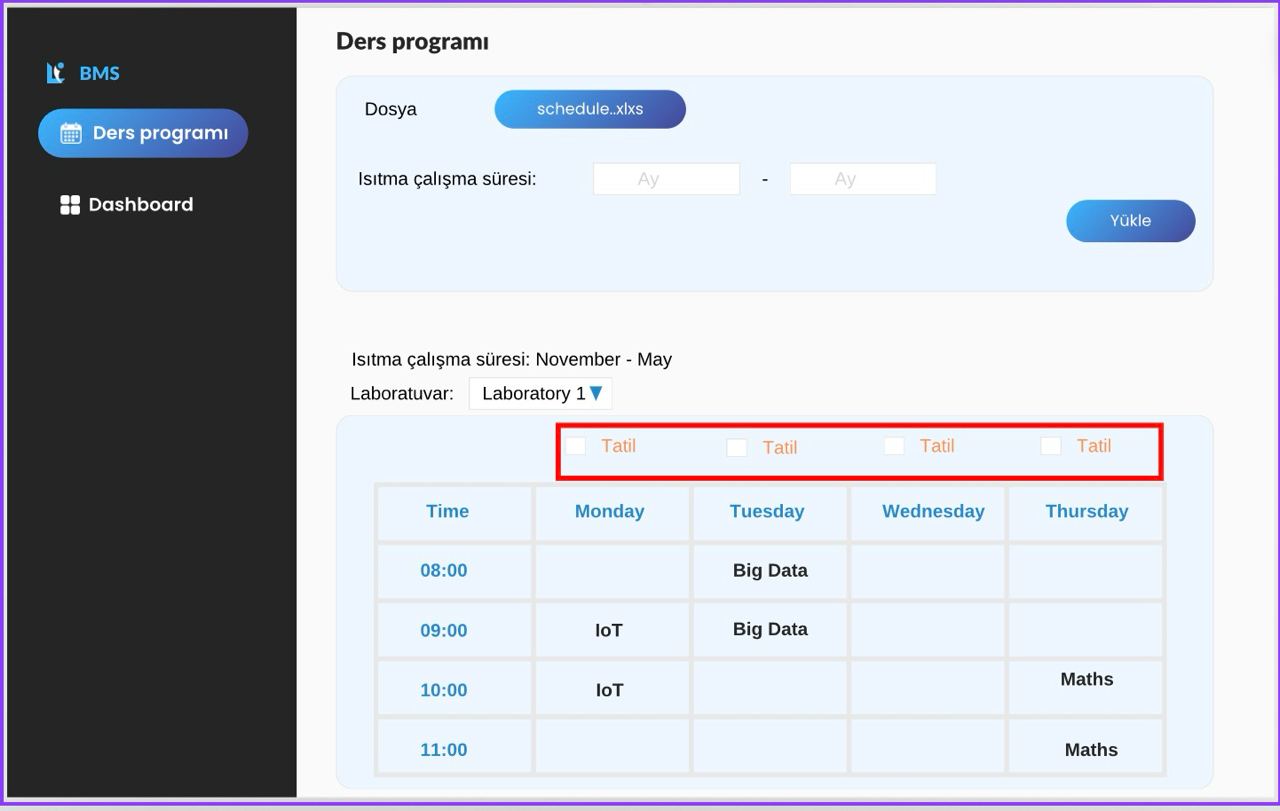 BMS
Ders programı
Dashboard
Ders programı
Dosya schedule..xlxs
Isıtma çalışma süresi: Ay - Ay
Yükle
Isıtma çalışma süresi: November - May
Laboratuvar: Laboratory 1
Tatil Tatil Tatil Tatil
Time Monday Tuesday Wednesday Thursday
08:00 Big Data
09:00 IoT Big Data
10:00 IoT Maths
11:00 Maths